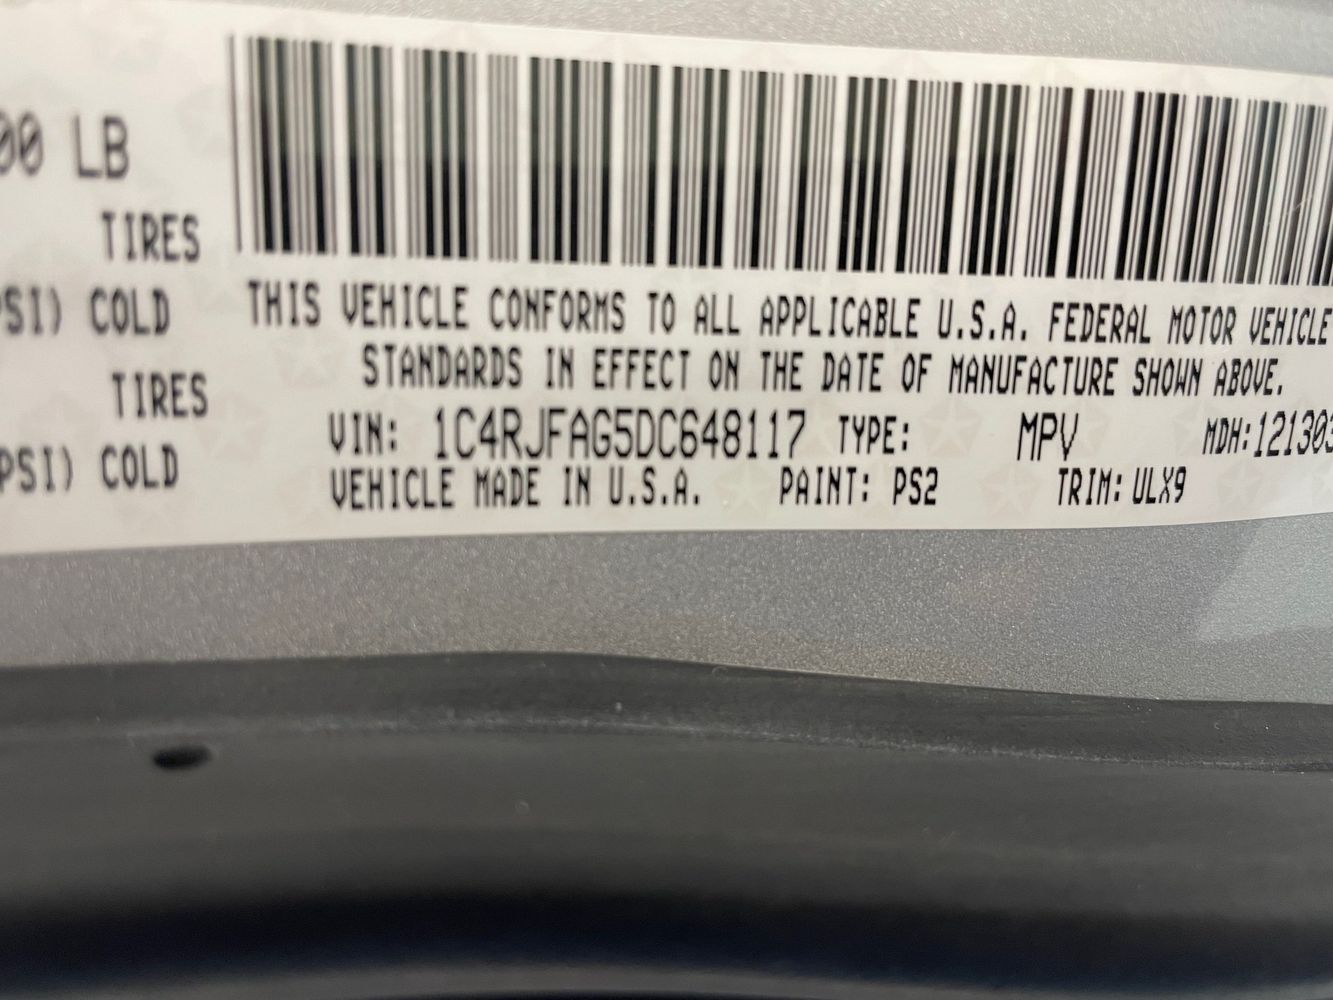 00 LB
TIRES
PSI) COLD
TIRES
PSI) COLD
THIS VEHICLE CONFORMS TO ALL APPLICABLE U.S.A. FEDERAL MOTOR VEHICLE
STANDARDS IN EFFECT ON THE DATE OF MANUFACTURE SHOWN ABOVE.
VIN: 1C4RJFAG5DC648117 TYPE: MPV MDH:121303
VEHICLE MADE IN U.S.A. PAINT: PS2 TRIM: ULX9